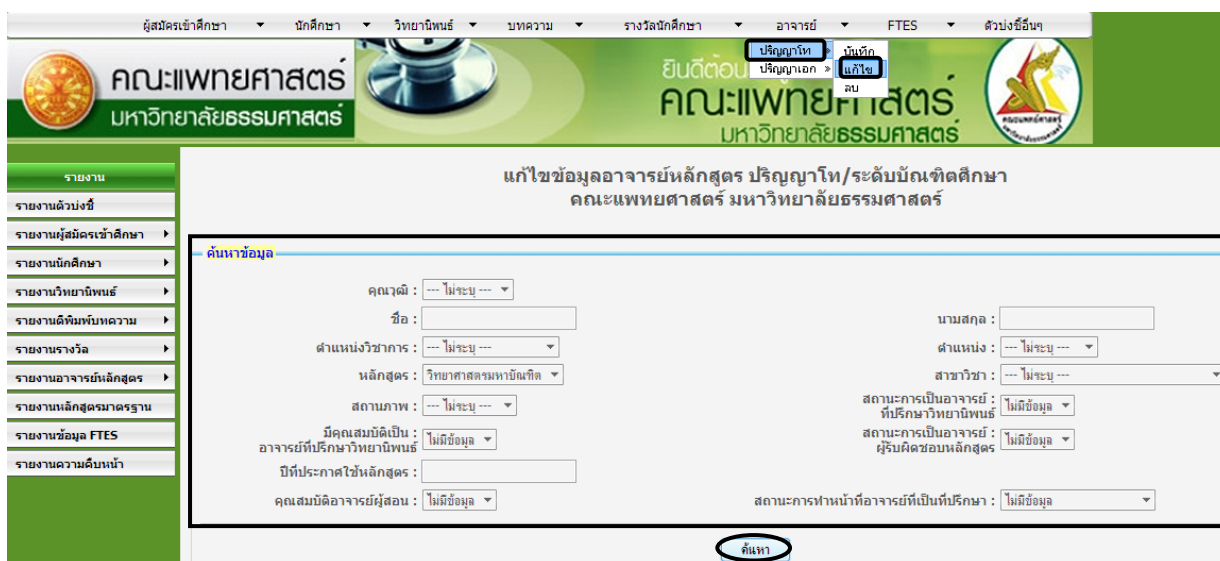 ผู้สมัครเข้าศึกษา นักศึกษา วิทยานิพนธ์ บทความ รางวัลนักศึกษา อาจารย์ FTES ตัวบ่งชี้อื่นๆ
ปริญญาโท » บันทึก
ปริญญาเอก » แก้ไข
ลบ
คณะแพทยศาสตร์
มหาวิทยาลัยธรรมศาสตร์
ยินดีต้อน
คณะแพทยศาสตร์
มหาวิทยาลัยธรรมศาสตร์
รายงาน
รายงานตัวบ่งชี้
รายงานผู้สมัครเข้าศึกษา
รายงานนักศึกษา
รายงานวิทยานิพนธ์
รายงานตีพิมพ์บทความ
รายงานรางวัล
รายงานอาจารย์หลักสูตร
รายงานหลักสูตรมาตรฐาน
รายงานข้อมูล FTES
รายงานความคืบหน้า
แก้ไขข้อมูลอาจารย์หลักสูตร ปริญญาโท/ระดับบัณฑิตศึกษา
คณะแพทยศาสตร์ มหาวิทยาลัยธรรมศาสตร์
ค้นหาข้อมูล
คุณวุฒิ : --- ไม่ระบุ ---
ชื่อ : นามสกุล :
ตำแหน่งวิชาการ : --- ไม่ระบุ --- ตำแหน่ง : --- ไม่ระบุ ---
หลักสูตร : วิทยาศาสตรมหาบัณฑิต สาขาวิชา : --- ไม่ระบุ ---
สถานภาพ : --- ไม่ระบุ --- สถานะการเป็นอาจารย์ : ไม่มีข้อมูล
ที่ปรึกษาวิทยานิพนธ์
มีคุณสมบัติเป็น : ไม่มีข้อมูล สถานะการเป็นอาจารย์ : ไม่มีข้อมูล
อาจารย์ที่ปรึกษาวิทยานิพนธ์ ผู้รับผิดชอบหลักสูตร
ปีที่ประกาศใช้หลักสูตร :
คุณสมบัติอาจารย์ผู้สอน : ไม่มีข้อมูล สถานะการทำหน้าที่อาจารย์ที่เป็นที่ปรึกษา : ไม่มีข้อมูล
ค้นหา